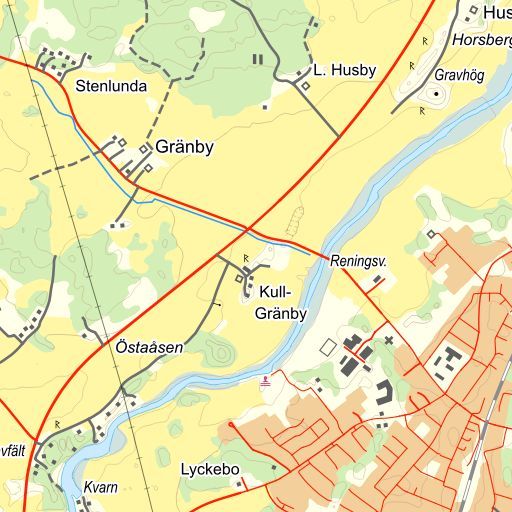 Hus
Horsberg
L. Husby
Gravhög
Stenlunda
R
R
R
Gränby
Reningsv.
R
Kull-
Gränby
Östaåsen
vfält
R
Lyckebo
Kvarn